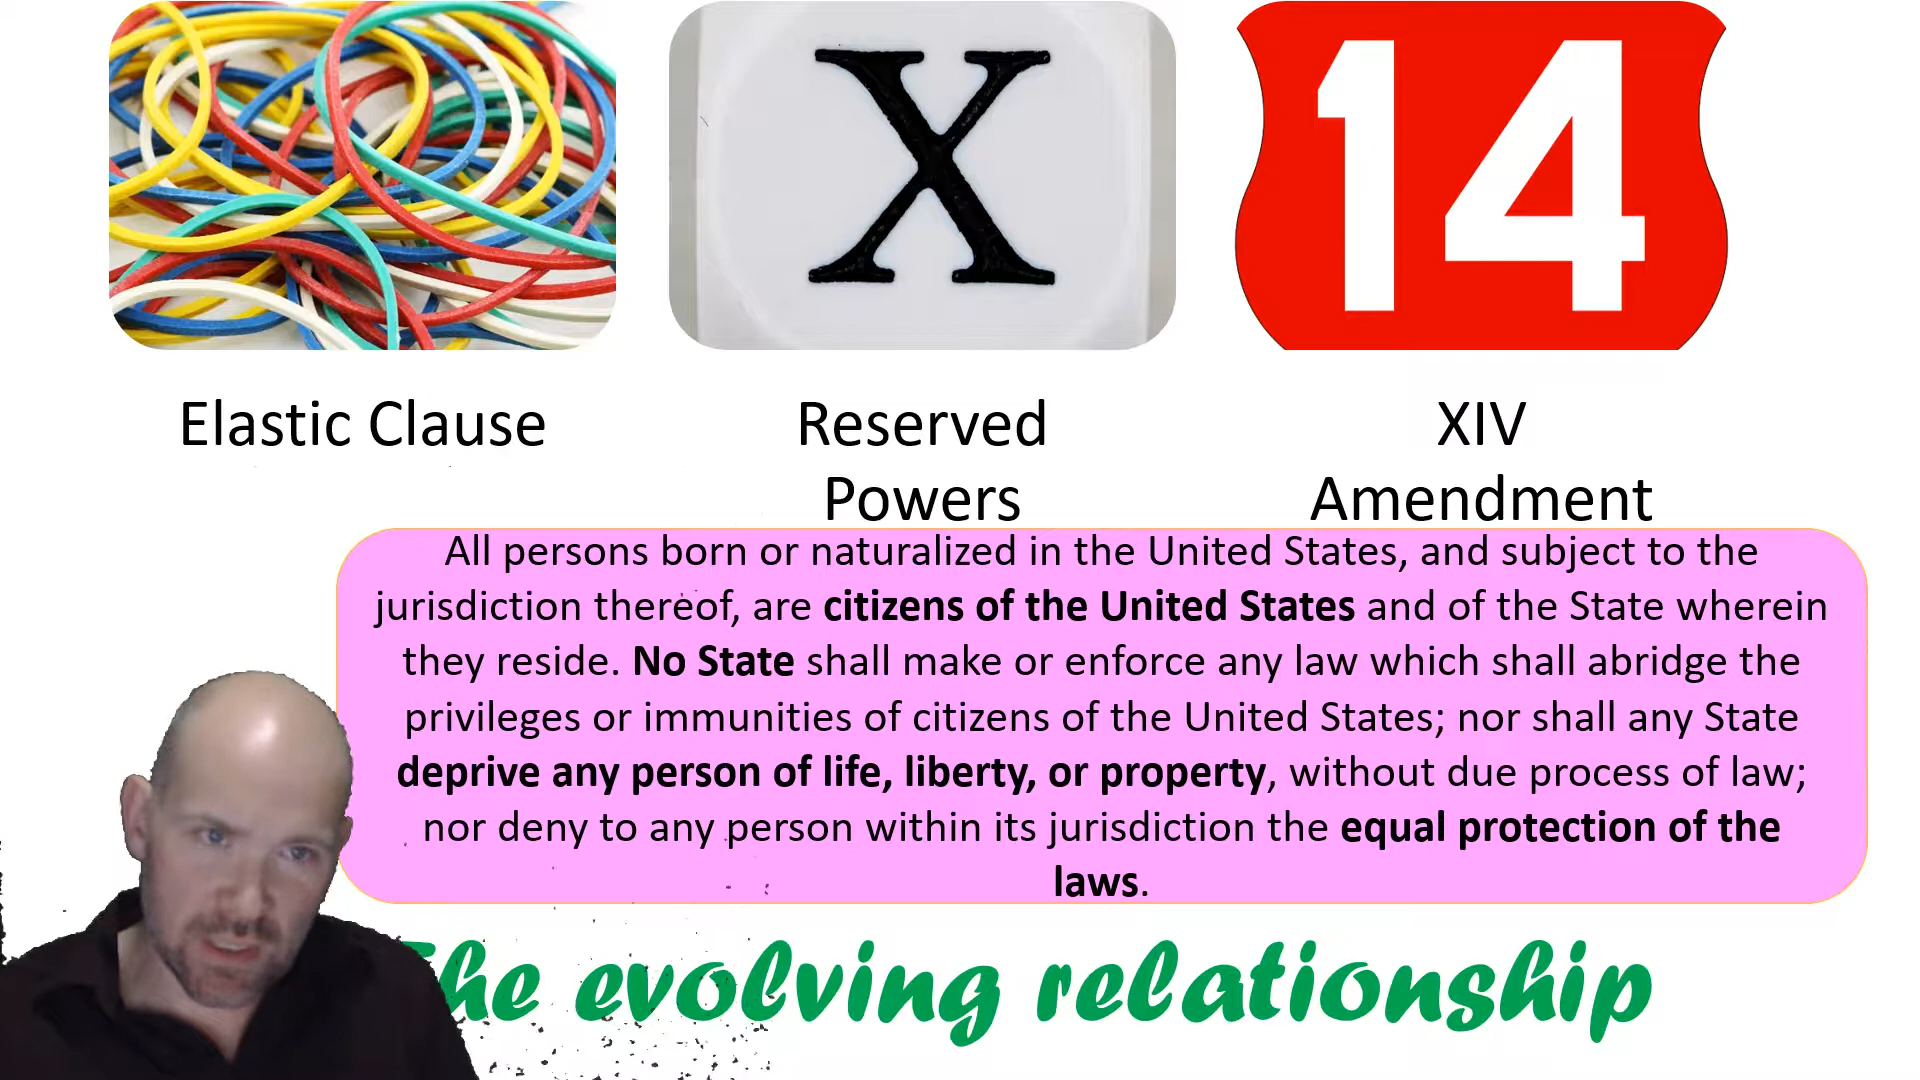 X
14
Elastic Clause
Reserved
Powers
XIV
Amendment
All persons born or naturalized in the United States, and subject to the
jurisdiction thereof, are citizens of the United States and of the State wherein
they reside. No State shall make or enforce any law which shall abridge the
privileges or immunities of citizens of the United States; nor shall any State
deprive any person of life, liberty, or property, without due process of law;
nor deny to any person within its jurisdiction the equal protection of the
laws.
The evolving relationship